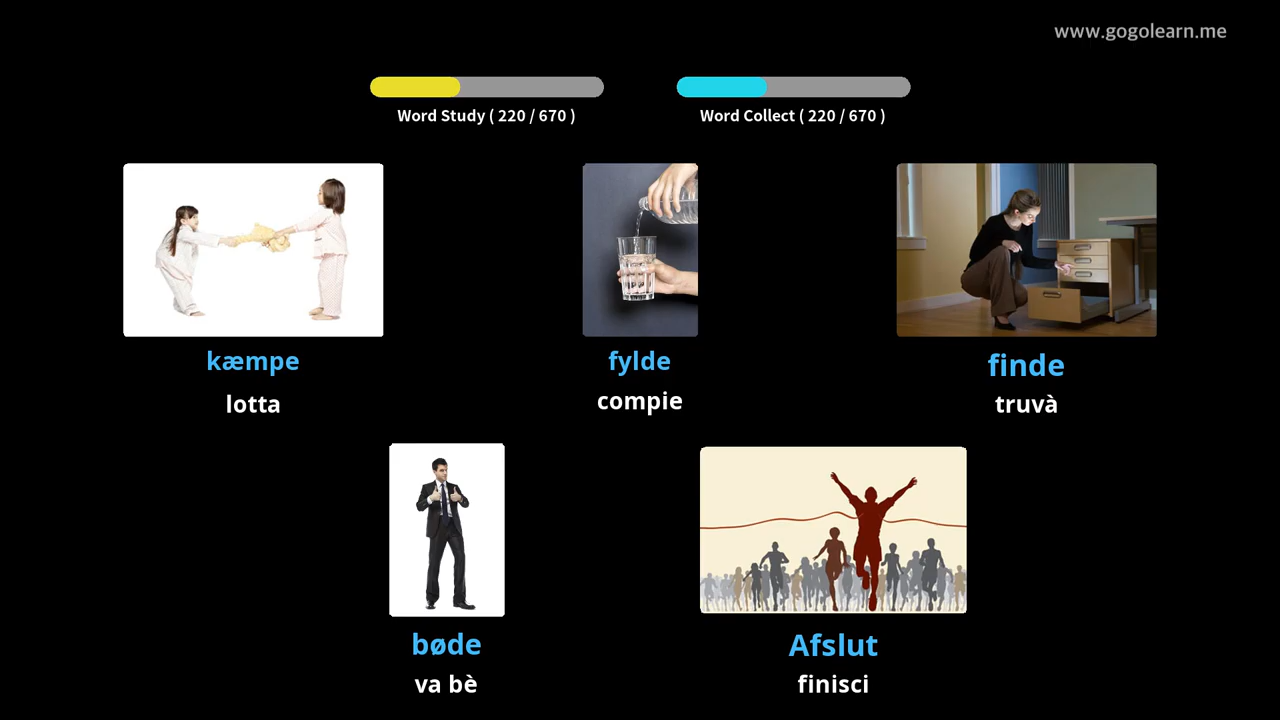 www.gogolearn.me
Word Study ( 220 / 670 )
Word Collect ( 220 / 670 )
kæmpe
lotta
fylde
compie
finde
truvà
bøde
va bè
Afslut
finisci